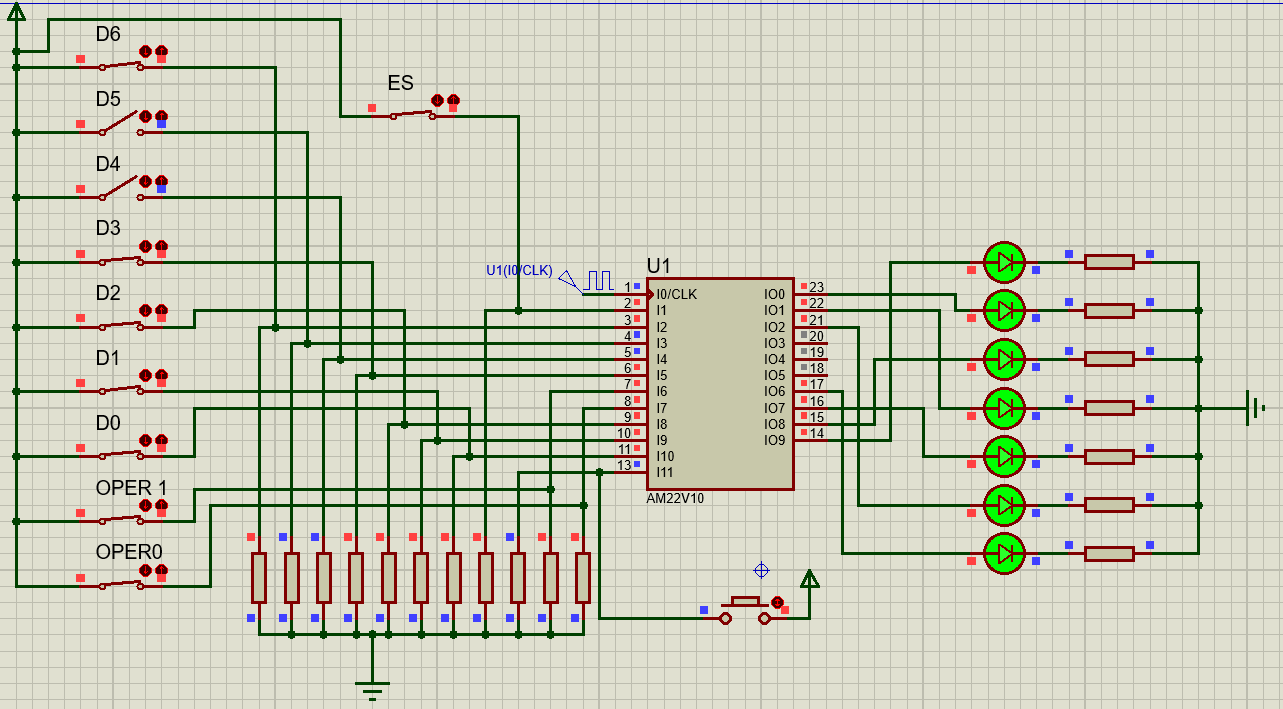 D6
ES
D5
D4
D3
D2
D1
D0
OPER 1
OPER0
U1(I0/CLK)
U1
1 I0/CLK IO0 23
2 I1 IO1 22
3 I2 IO2 21
4 I3 IO3 20
5 I4 IO4 19
6 I5 IO5 18
7 I6 IO6 17
8 I7 IO7 16
9 I8 IO8 15
10 I9 IO9 14
11 I10
13 I11
AM22V10